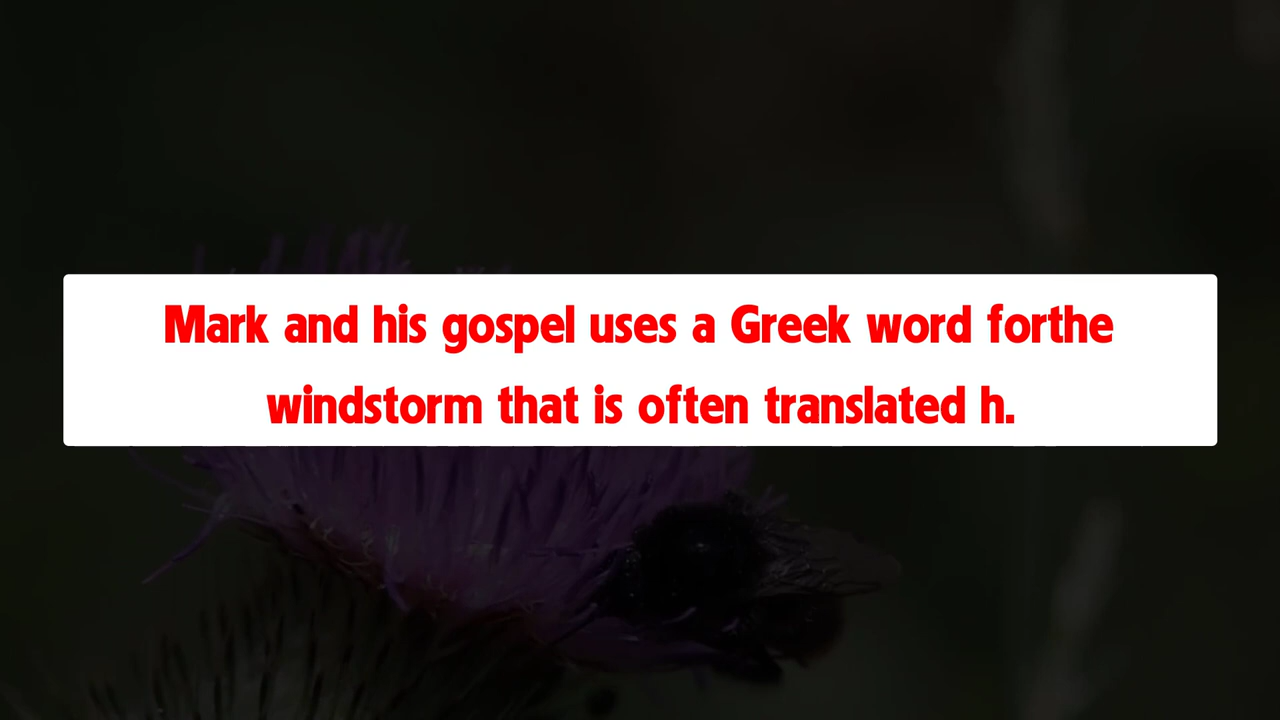 Mark and his gospel uses a Greek word forthe
windstorm that is often translated h.